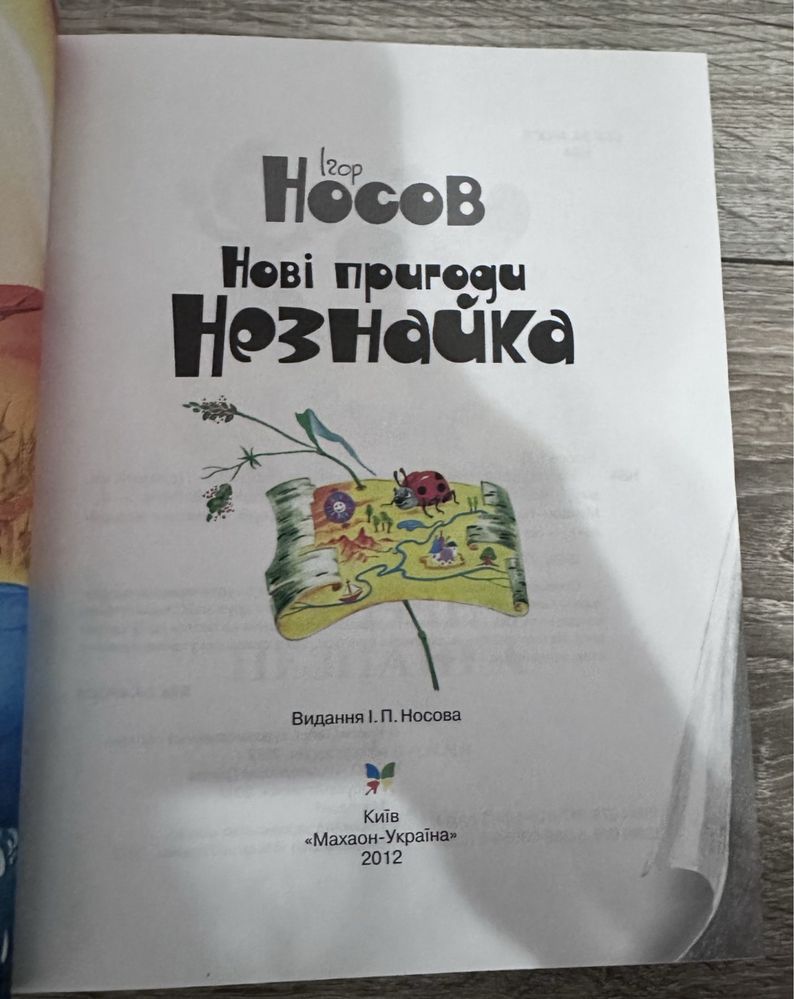 Ігор
Носов
Нові пригоди
Незнайка
Видання І. П. Носова
Київ
«Махаон-Україна»
2012